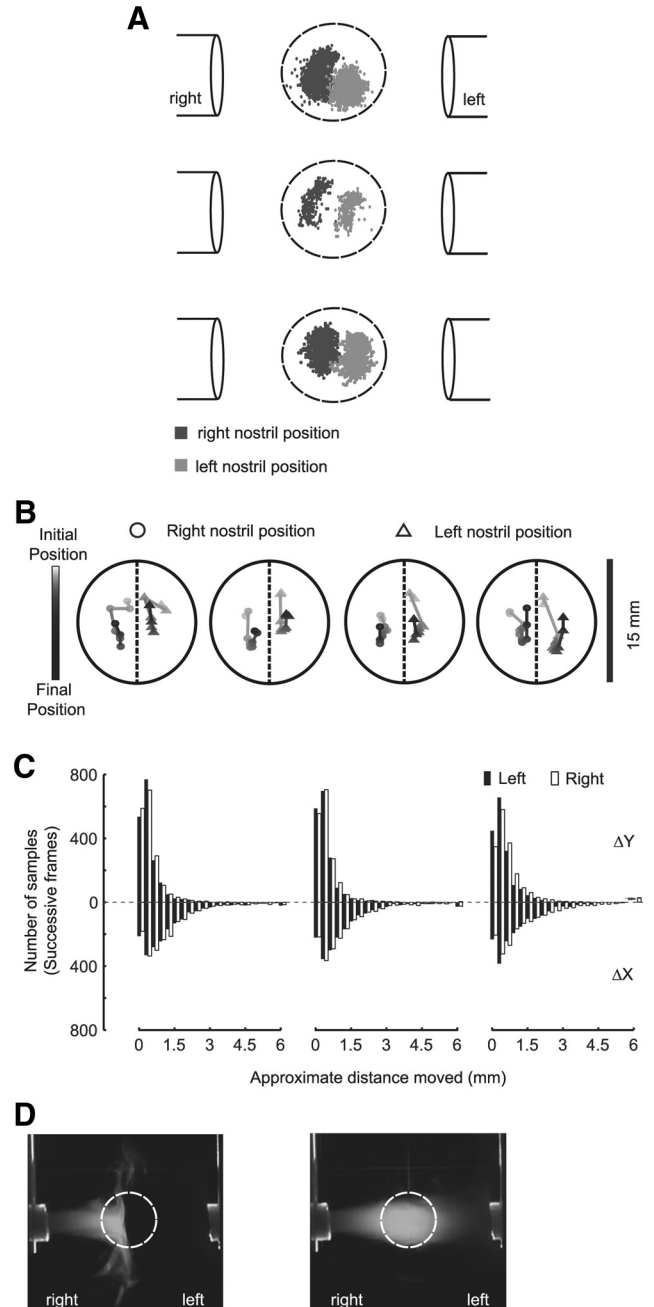 A
right
left
right nostril position
left nostril position
B
Initial Position
Right nostril position
Left nostril position
Final Position
15 mm
C
800
400
0
400
800
Number of samples
(Successive frames)
Left
Right
ΔY
ΔX
0 1.5 3 4.5 6
0 1.5 3 4.5 6
0 1.5 3 4.5 6
Approximate distance moved (mm)
D
right
left
right
left